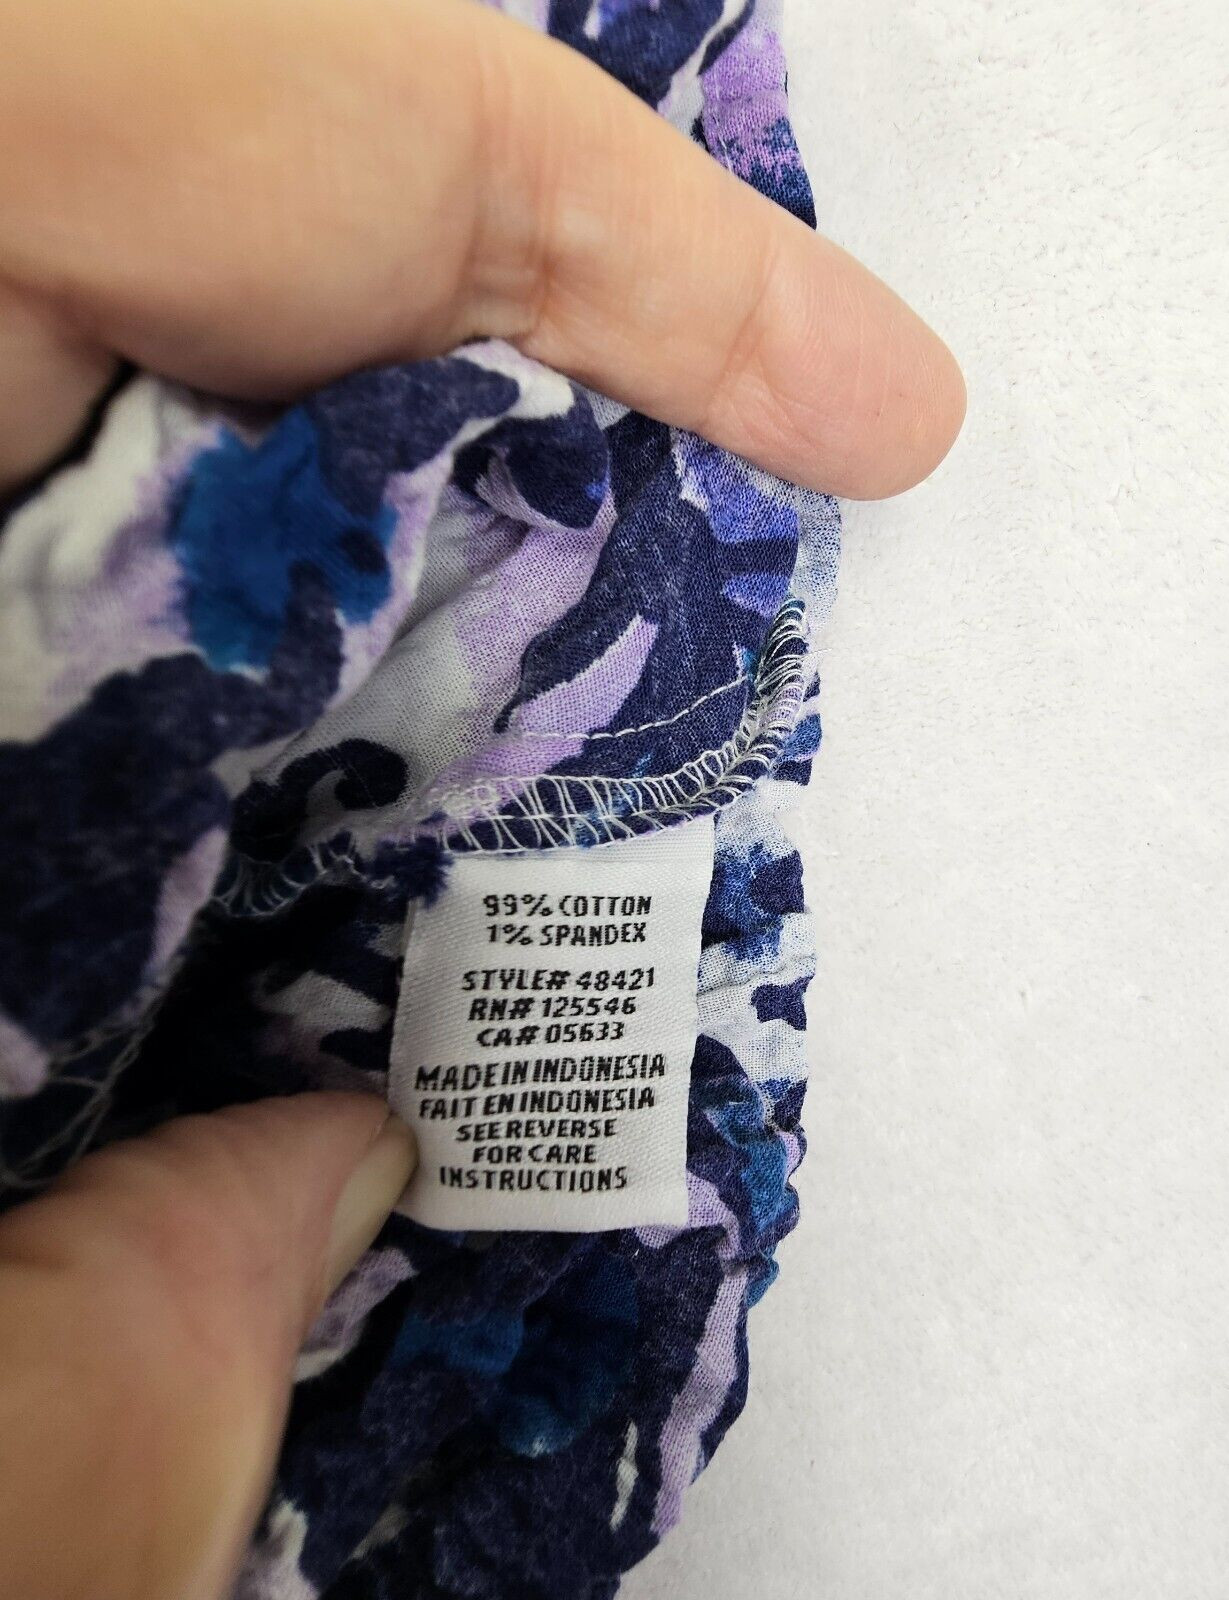 99% COTTON
1% SPANDEX
STYLE# 48421
RN# 125546
CA# 05633
MADE IN INDONESIA
FAIT EN INDONESIA
SEE REVERSE
FOR CARE
INSTRUCTIONS